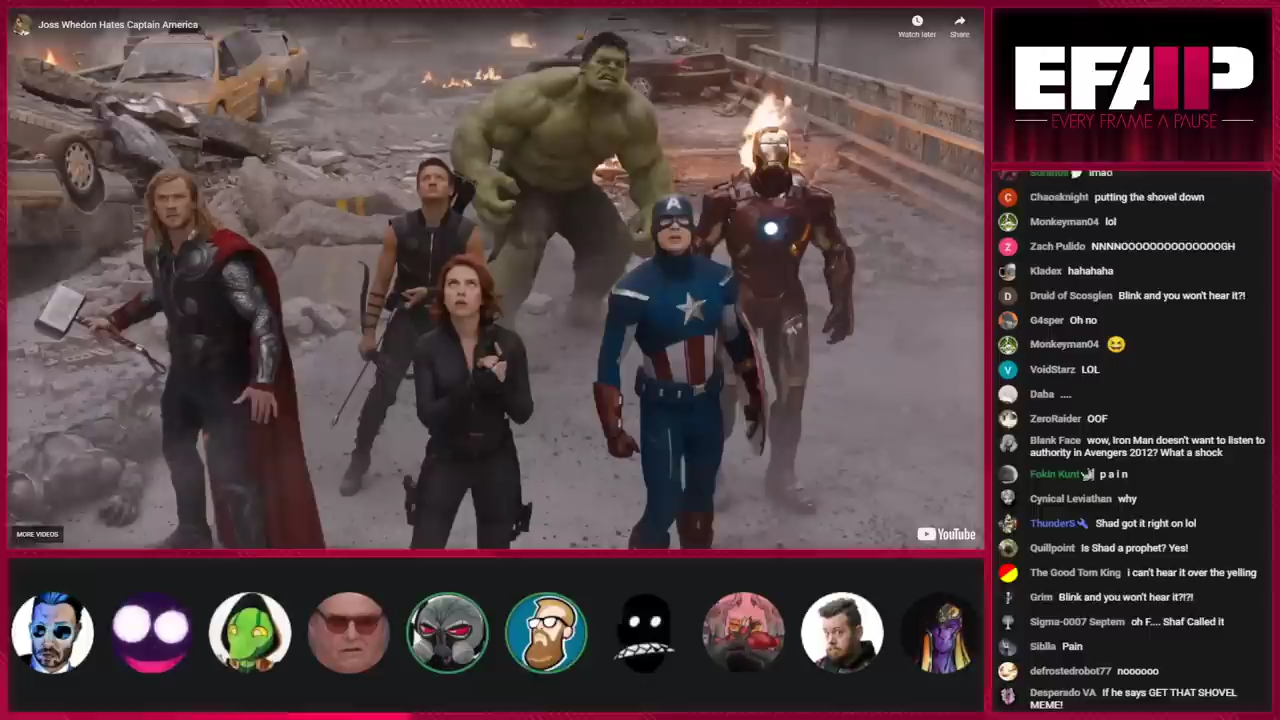 Joss Whedon Hates Captain America
Watch later
Share
A
MORE VIDEOS
YouTube
EFAP
EVERY FRAME A PAUSE
lmao
Chaosknight putting the shovel down
Monkeyman04 lol
Zach Pulido NNNNOOOOOOOOOOOOOOGH
Kladex hahahaha
Druid of Scosglen Blink and you won't hear it?!
G4sper Oh no
Monkeyman04 😆
VoidStarz LOL
Daba ....
ZeroRaider OOF
Blank Face wow, Iron Man doesn't want to listen to
authority in Avengers 2012? What a shock
Fokin Kunt p a i n
Cynical Leviathan why
ThunderS Shad got it right on lol
Quillpoint Is Shad a prophet? Yes!
The Good Tom King i can't hear it over the yelling
Grim Blink and you won't hear it?!?!
Sigma-0007 Septem oh F.... Shaf Called it
Siblla Pain
defrostedrobot77 noooooo
Desperado VA If he says GET THAT SHOVEL
MEME!